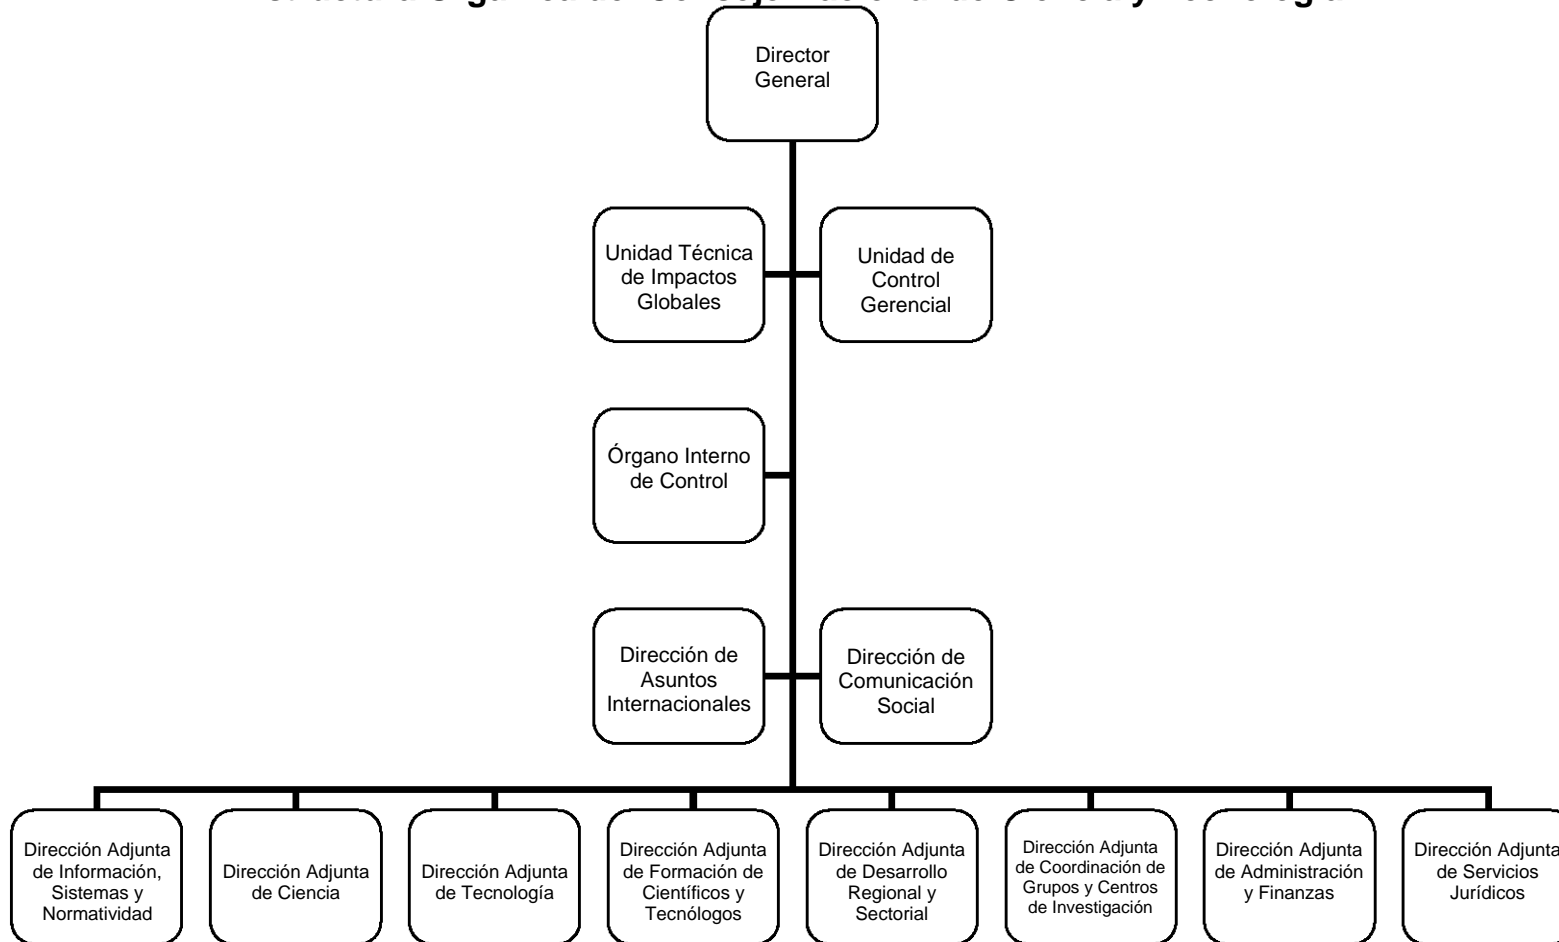 Director
General
Unidad Técnica
de Impactos
Globales
Unidad de
Control
Gerencial
Órgano Interno
de Control
Dirección de
Asuntos
Internacionales
Dirección de
Comunicación
Social
Dirección Adjunta
de Información,
Sistemas y
Normatividad
Dirección Adjunta
de Ciencia
Dirección Adjunta
de Tecnología
Dirección Adjunta
de Formación de
Científicos y
Tecnólogos
Dirección Adjunta
de Desarrollo
Regional y
Sectorial
Dirección Adjunta
de Coordinación de
Grupos y Centros
de Investigación
Dirección Adjunta
de Administración
y Finanzas
Dirección Adjunta
de Servicios
Jurídicos